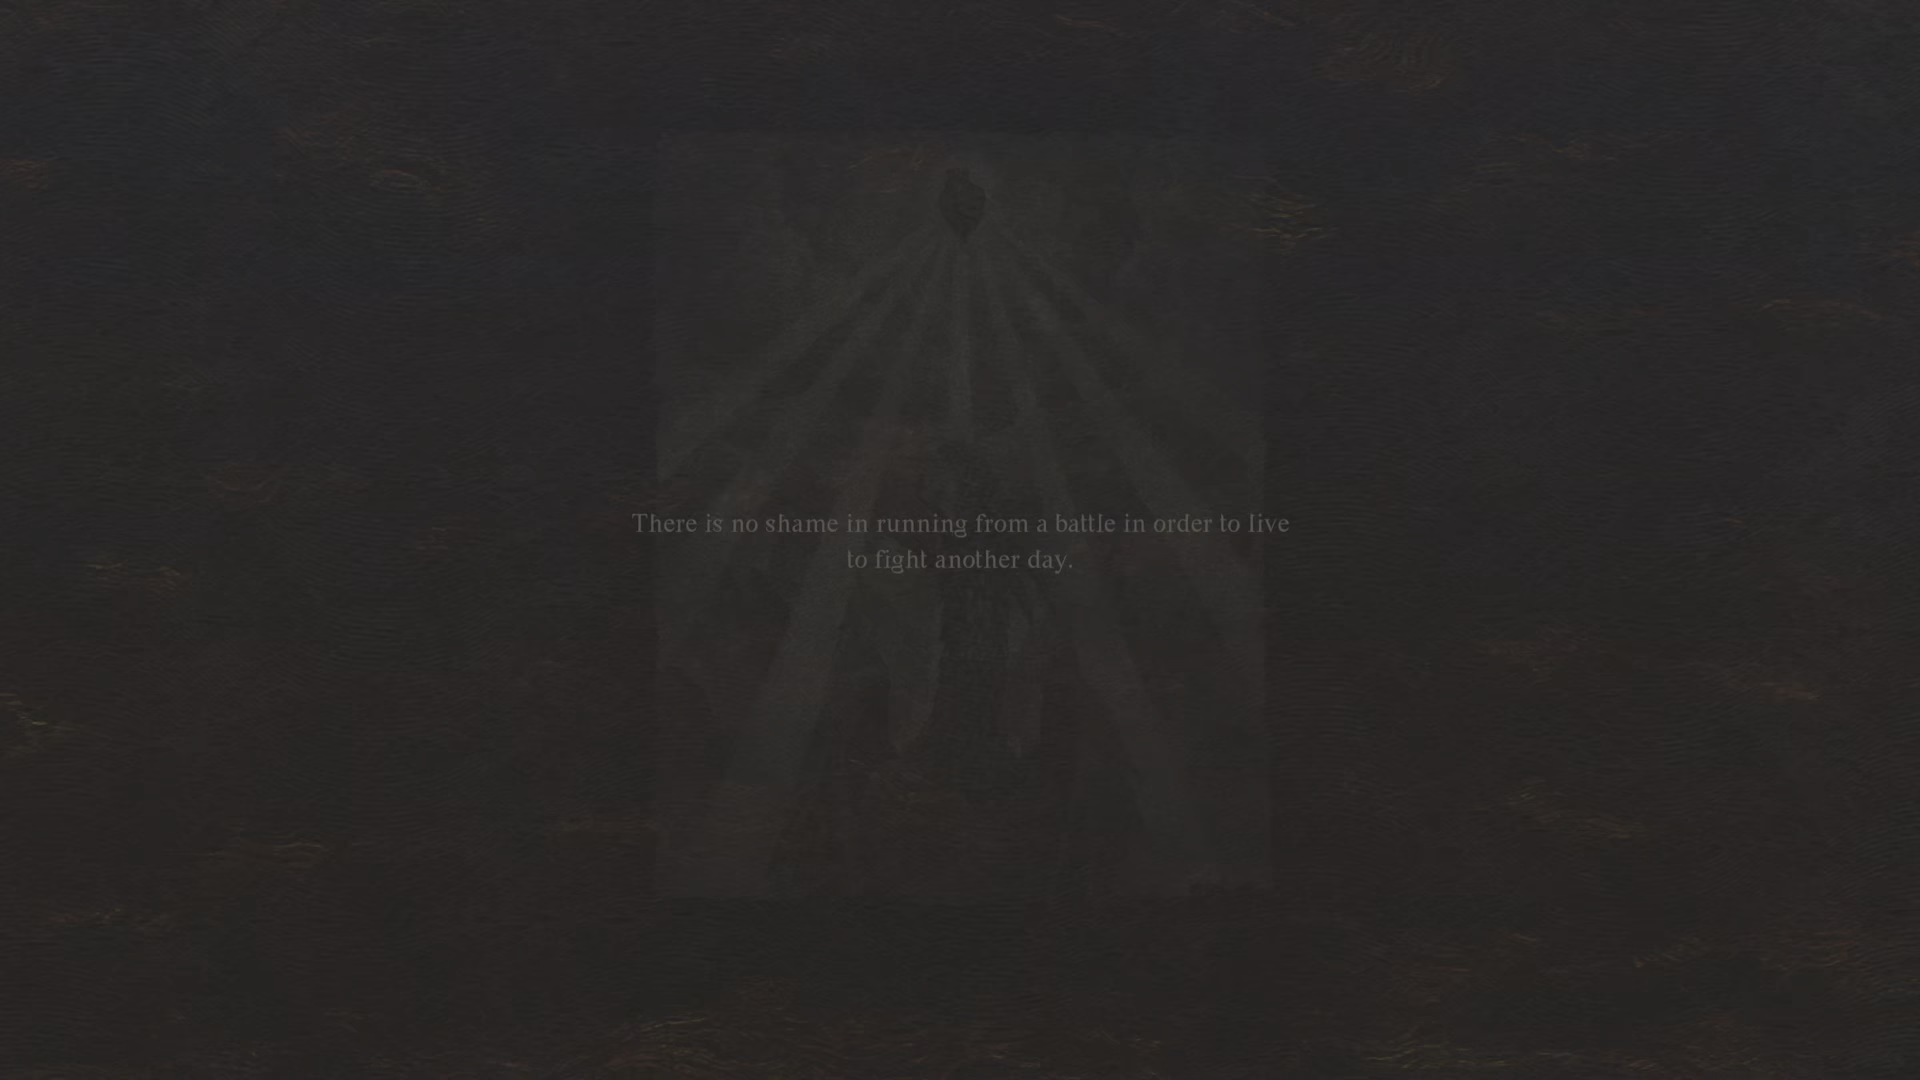 There is no shame in running from a battle in order to live
to fight another day.